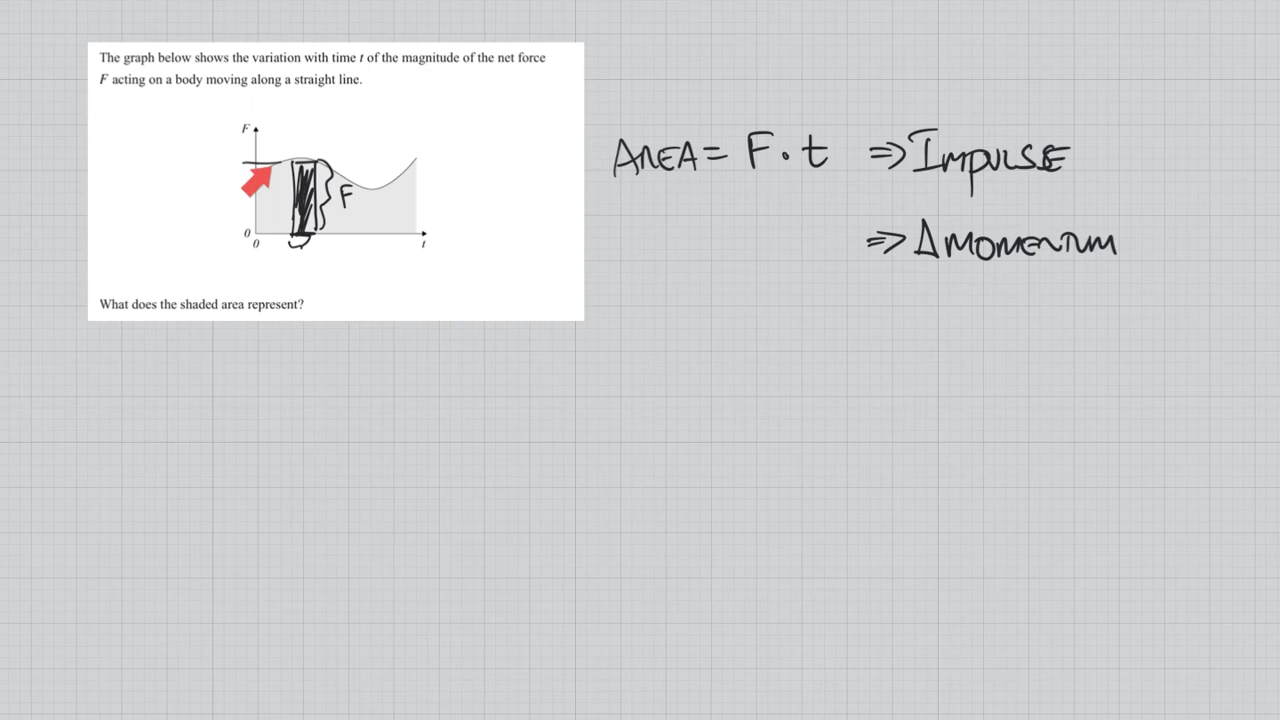 The graph below shows the variation with time t of the magnitude of the net force
F acting on a body moving along a straight line.
F
F
0
0
t
What does the shaded area represent?
AREA = F · t ⇒ IMPULSE
⇒ Δ MOMENTUM